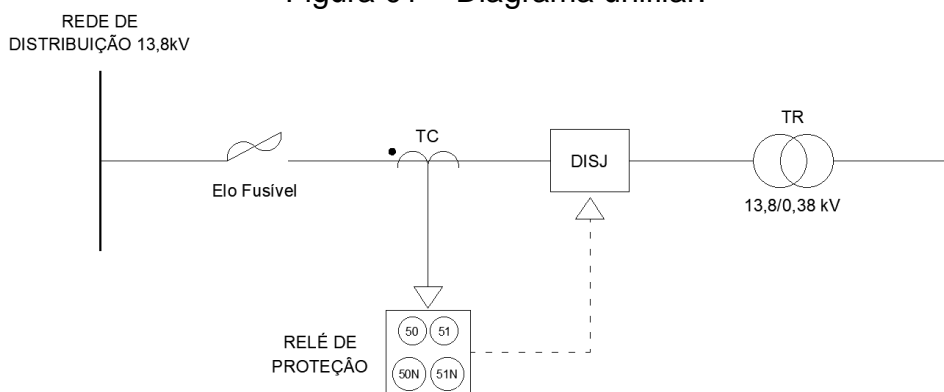 Figura 01 – Diagrama unifilar.
REDE DE
DISTRIBUIÇÃO 13,8kV
TC
TR
DISJ
Elo Fusível
13,8/0,38 kV
RELÉ DE
PROTEÇÃO
50
51
50N
51N